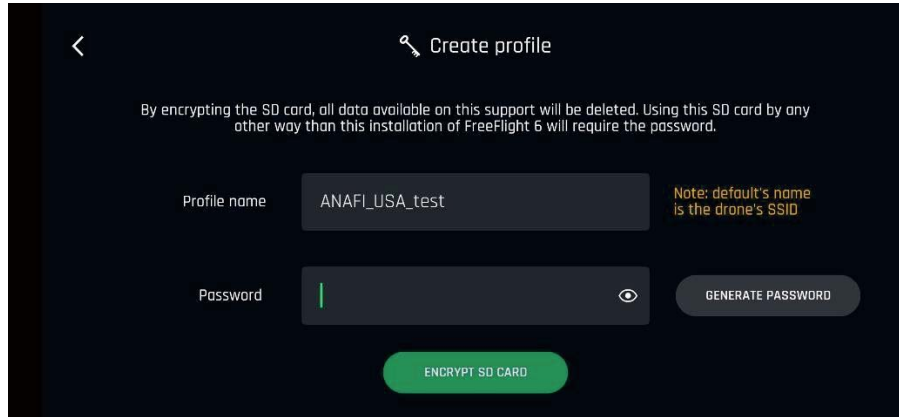 Create profile
By encrypting the SD card, all data available on this support will be deleted. Using this SD card by any
other way than this installation of FreeFlight 6 will require the password.
Profile name
ANAFI_USA_test
Note: default's name
is the drone's SSID
Password
GENERATE PASSWORD
ENCRYPT SD CARD